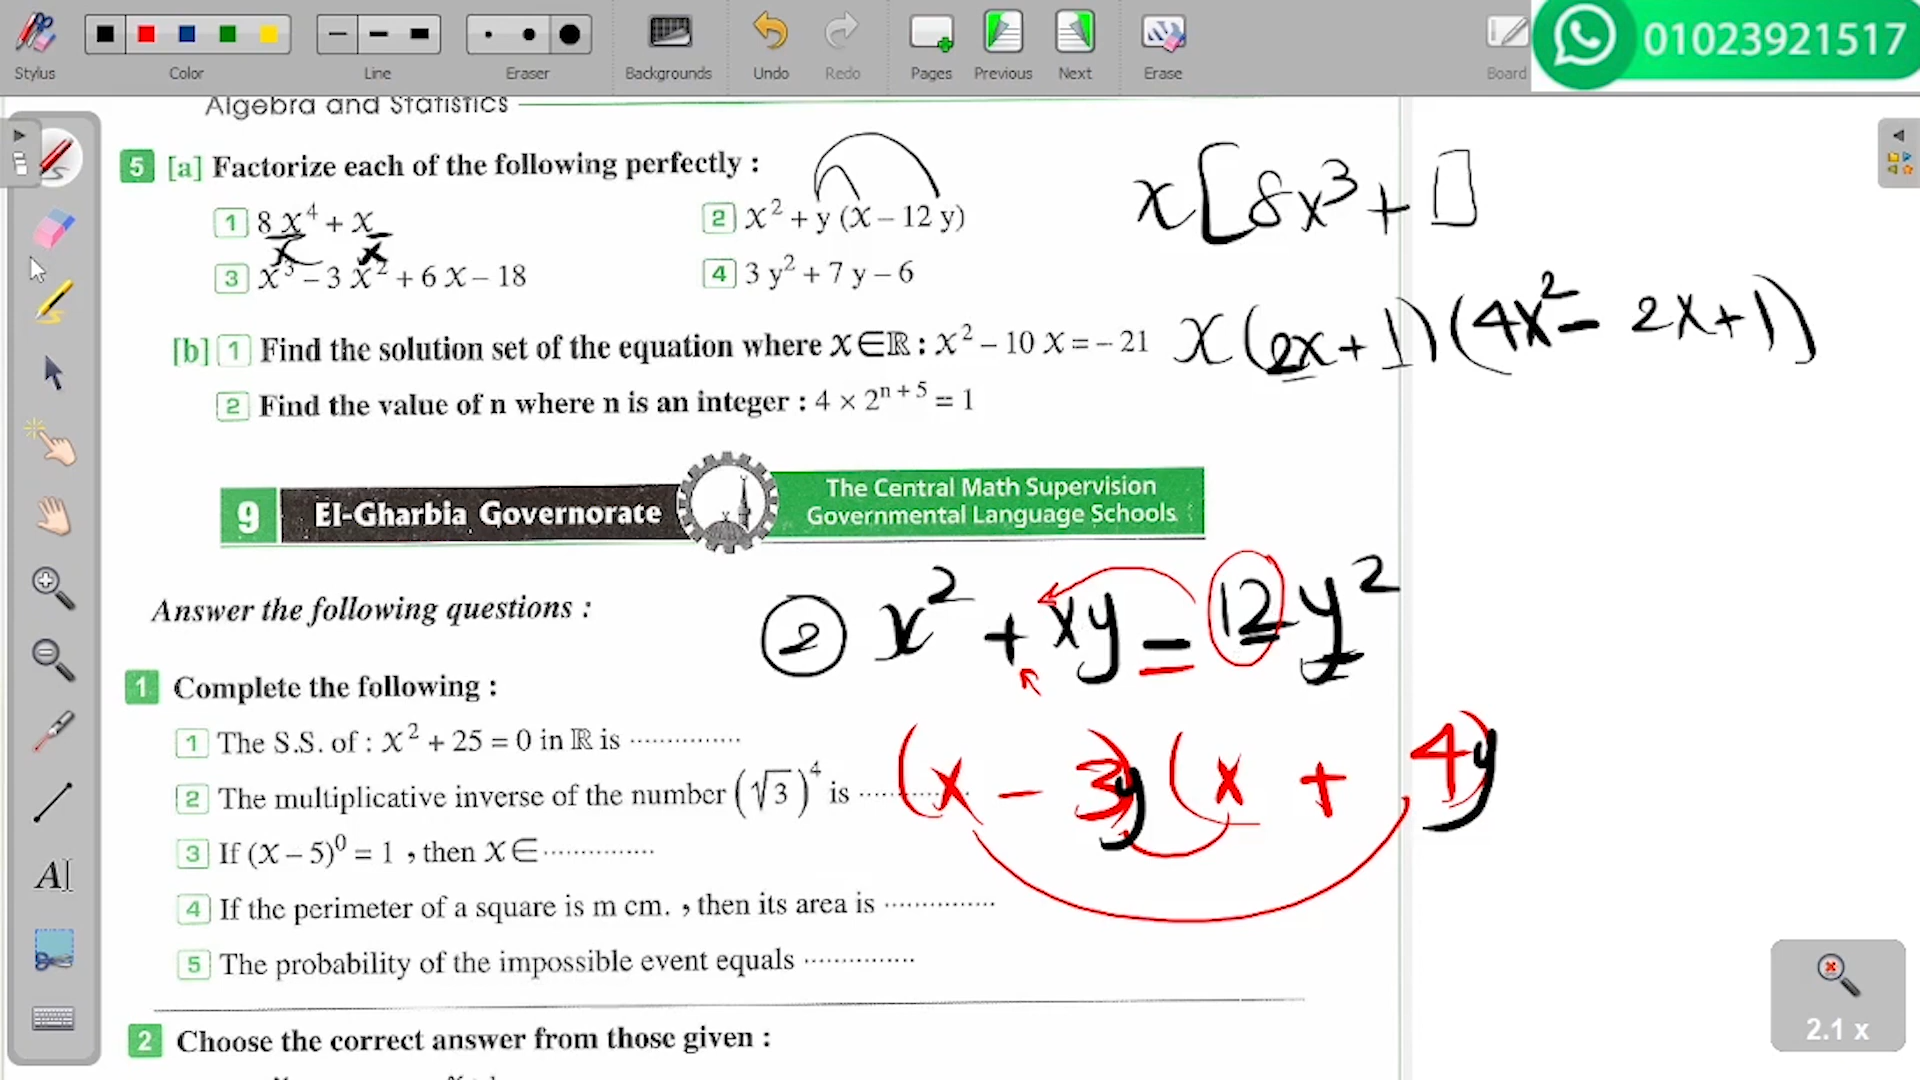 Stylus
Color
Line
Eraser
Backgrounds
Undo
Redo
Pages
Previous
Next
Erase
Board
01023921517
Algebra and Statistics
5 [a] Factorize each of the following perfectly :
1 8 x⁴ + x
x x
2 x² + y (x – 12 y)
3 x³ – 3 x² + 6 x – 18
4 3 y² + 7 y – 6
x[8x³ + 1]
x(2x + 1)(4x² – 2x + 1)
[b] 1 Find the solution set of the equation where x ∈ ℝ : x² – 10 x = – 21
2 Find the value of n where n is an integer : 4 × 2ⁿ⁺⁵ = 1
9 El-Gharbia Governorate
The Central Math Supervision
Governmental Language Schools
Answer the following questions :
2 x² + xy – 12y²
(x – 3y)(x + 4y)
1 Complete the following :
1 The S.S. of : x² + 25 = 0 in ℝ is ...............
2 The multiplicative inverse of the number (√3)⁴ is ...............
3 If (x – 5)⁰ = 1 , then x ∈ ...............
4 If the perimeter of a square is m cm. , then its area is ...............
5 The probability of the impossible event equals ...............
2 Choose the correct answer from those given :
2.1 x